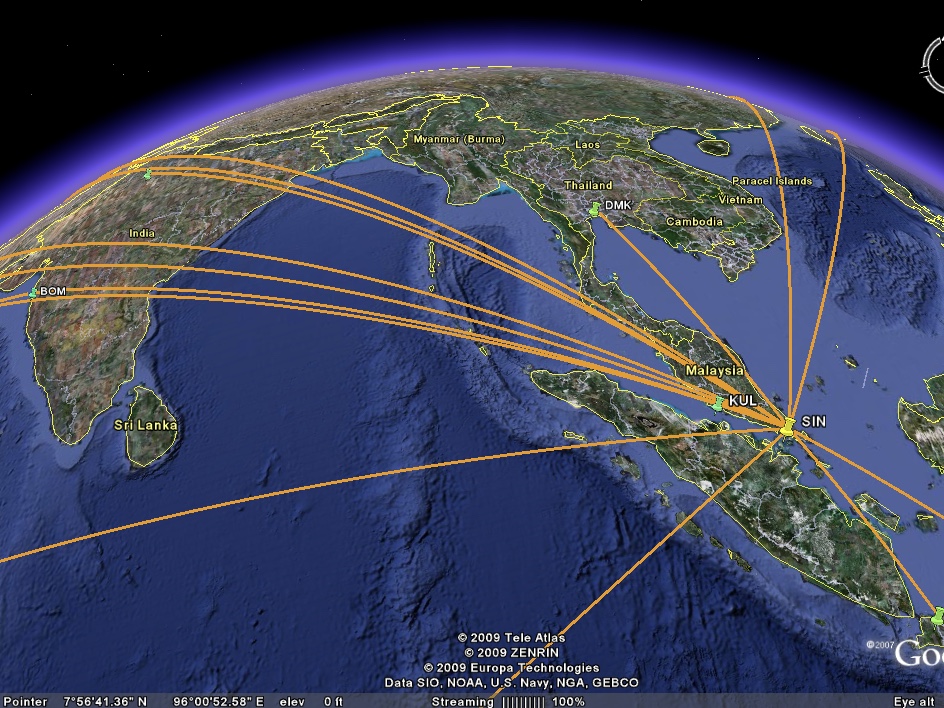 Myanmar (Burma)
Laos
Thailand
Paracel Islands
Vietnam
DMK
Cambodia
India
BOM
Malaysia
KUL
SIN
Sri Lanka
© 2009 Tele Atlas
© 2009 ZENRIN
© 2009 Europa Technologies
Data SIO, NOAA, U.S. Navy, NGA, GEBCO
©2007
Goo
Pointer 7°56'41.36" N 96°00'52.58" E elev 0 ft Streaming ||||||||| 100% Eye alt